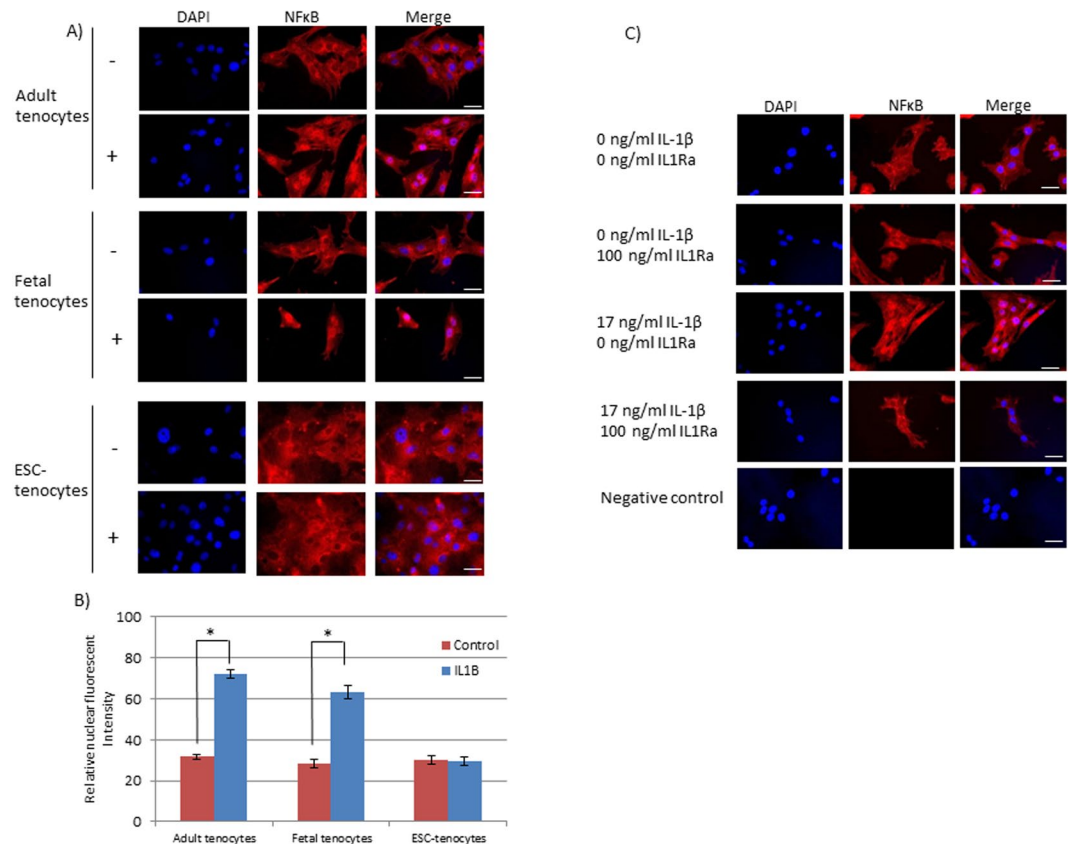 A)
DAPI NFκB Merge
Adult
tenocytes
-
+
Fetal
tenocytes
-
+
ESC-
tenocytes
-
+
B)
Relative nuclear fluorescent
Intensity
100
80
60
40
20
0
*
*
Control
IL1B
Adult tenocytes Fetal tenocytes ESC-tenocytes
C)
DAPI NFκB Merge
0 ng/ml IL-1β
0 ng/ml IL1Ra
0 ng/ml IL-1β
100 ng/ml IL1Ra
17 ng/ml IL-1β
0 ng/ml IL1Ra
17 ng/ml IL-1β
100 ng/ml IL1Ra
Negative control